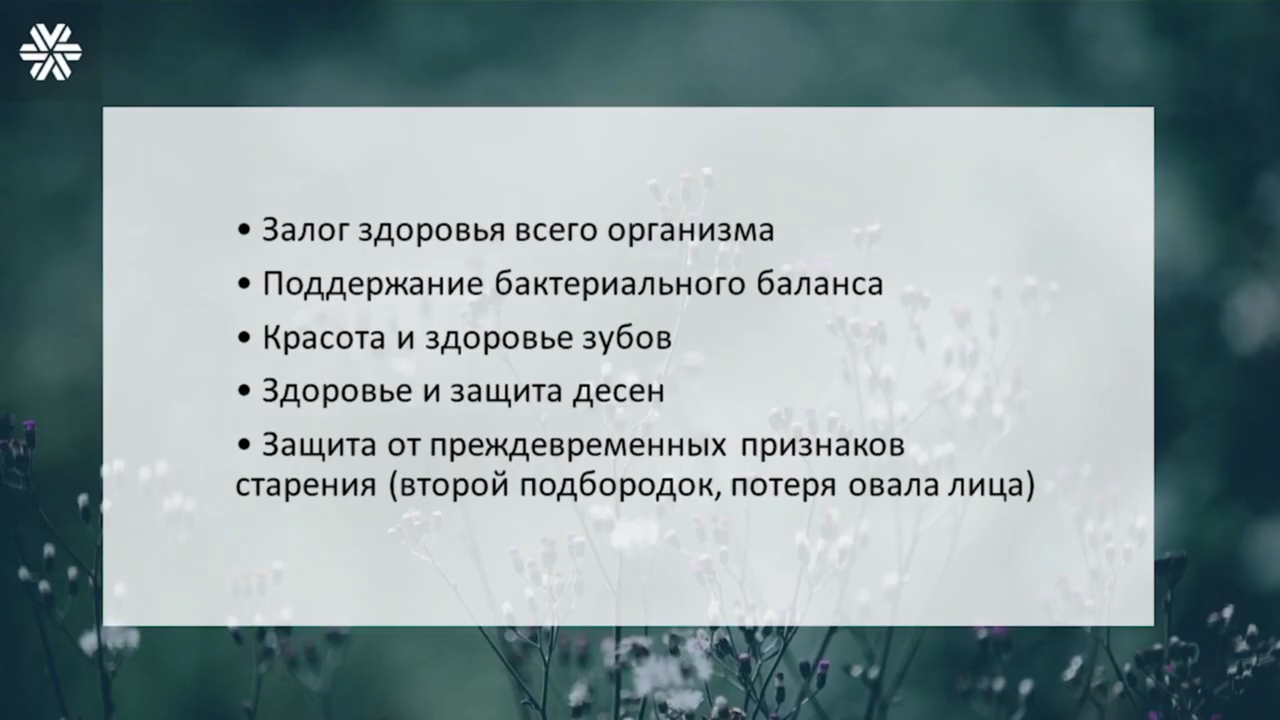 • Залог здоровья всего организма
• Поддержание бактериального баланса
• Красота и здоровье зубов
• Здоровье и защита десен
• Защита от преждевременных признаков
старения (второй подбородок, потеря овала лица)